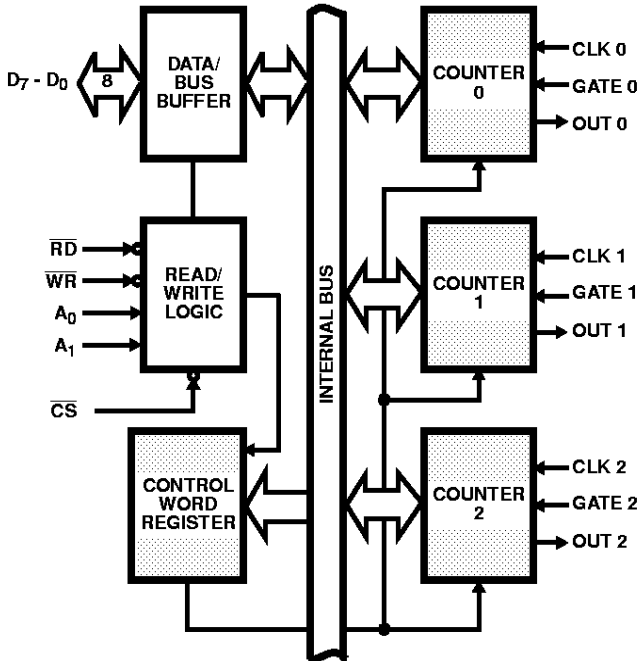 D7 - D0
8
DATA/
BUS
BUFFER
RD
WR
A0
A1
CS
READ/
WRITE
LOGIC
CONTROL
WORD
REGISTER
INTERNAL BUS
COUNTER
0
CLK 0
GATE 0
OUT 0
COUNTER
1
CLK 1
GATE 1
OUT 1
COUNTER
2
CLK 2
GATE 2
OUT 2